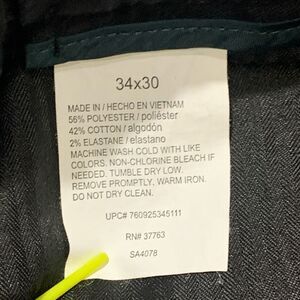 34x30
MADE IN / HECHO EN VIETNAM
56% POLYESTER / poliéster
42% COTTON / algodón
2% ELASTANE / elastano
MACHINE WASH COLD WITH LIKE
COLORS. NON-CHLORINE BLEACH IF
NEEDED. TUMBLE DRY LOW.
REMOVE PROMPTLY, WARM IRON.
DO NOT DRY CLEAN.
UPC# 760925345111
RN# 37763
SA4078